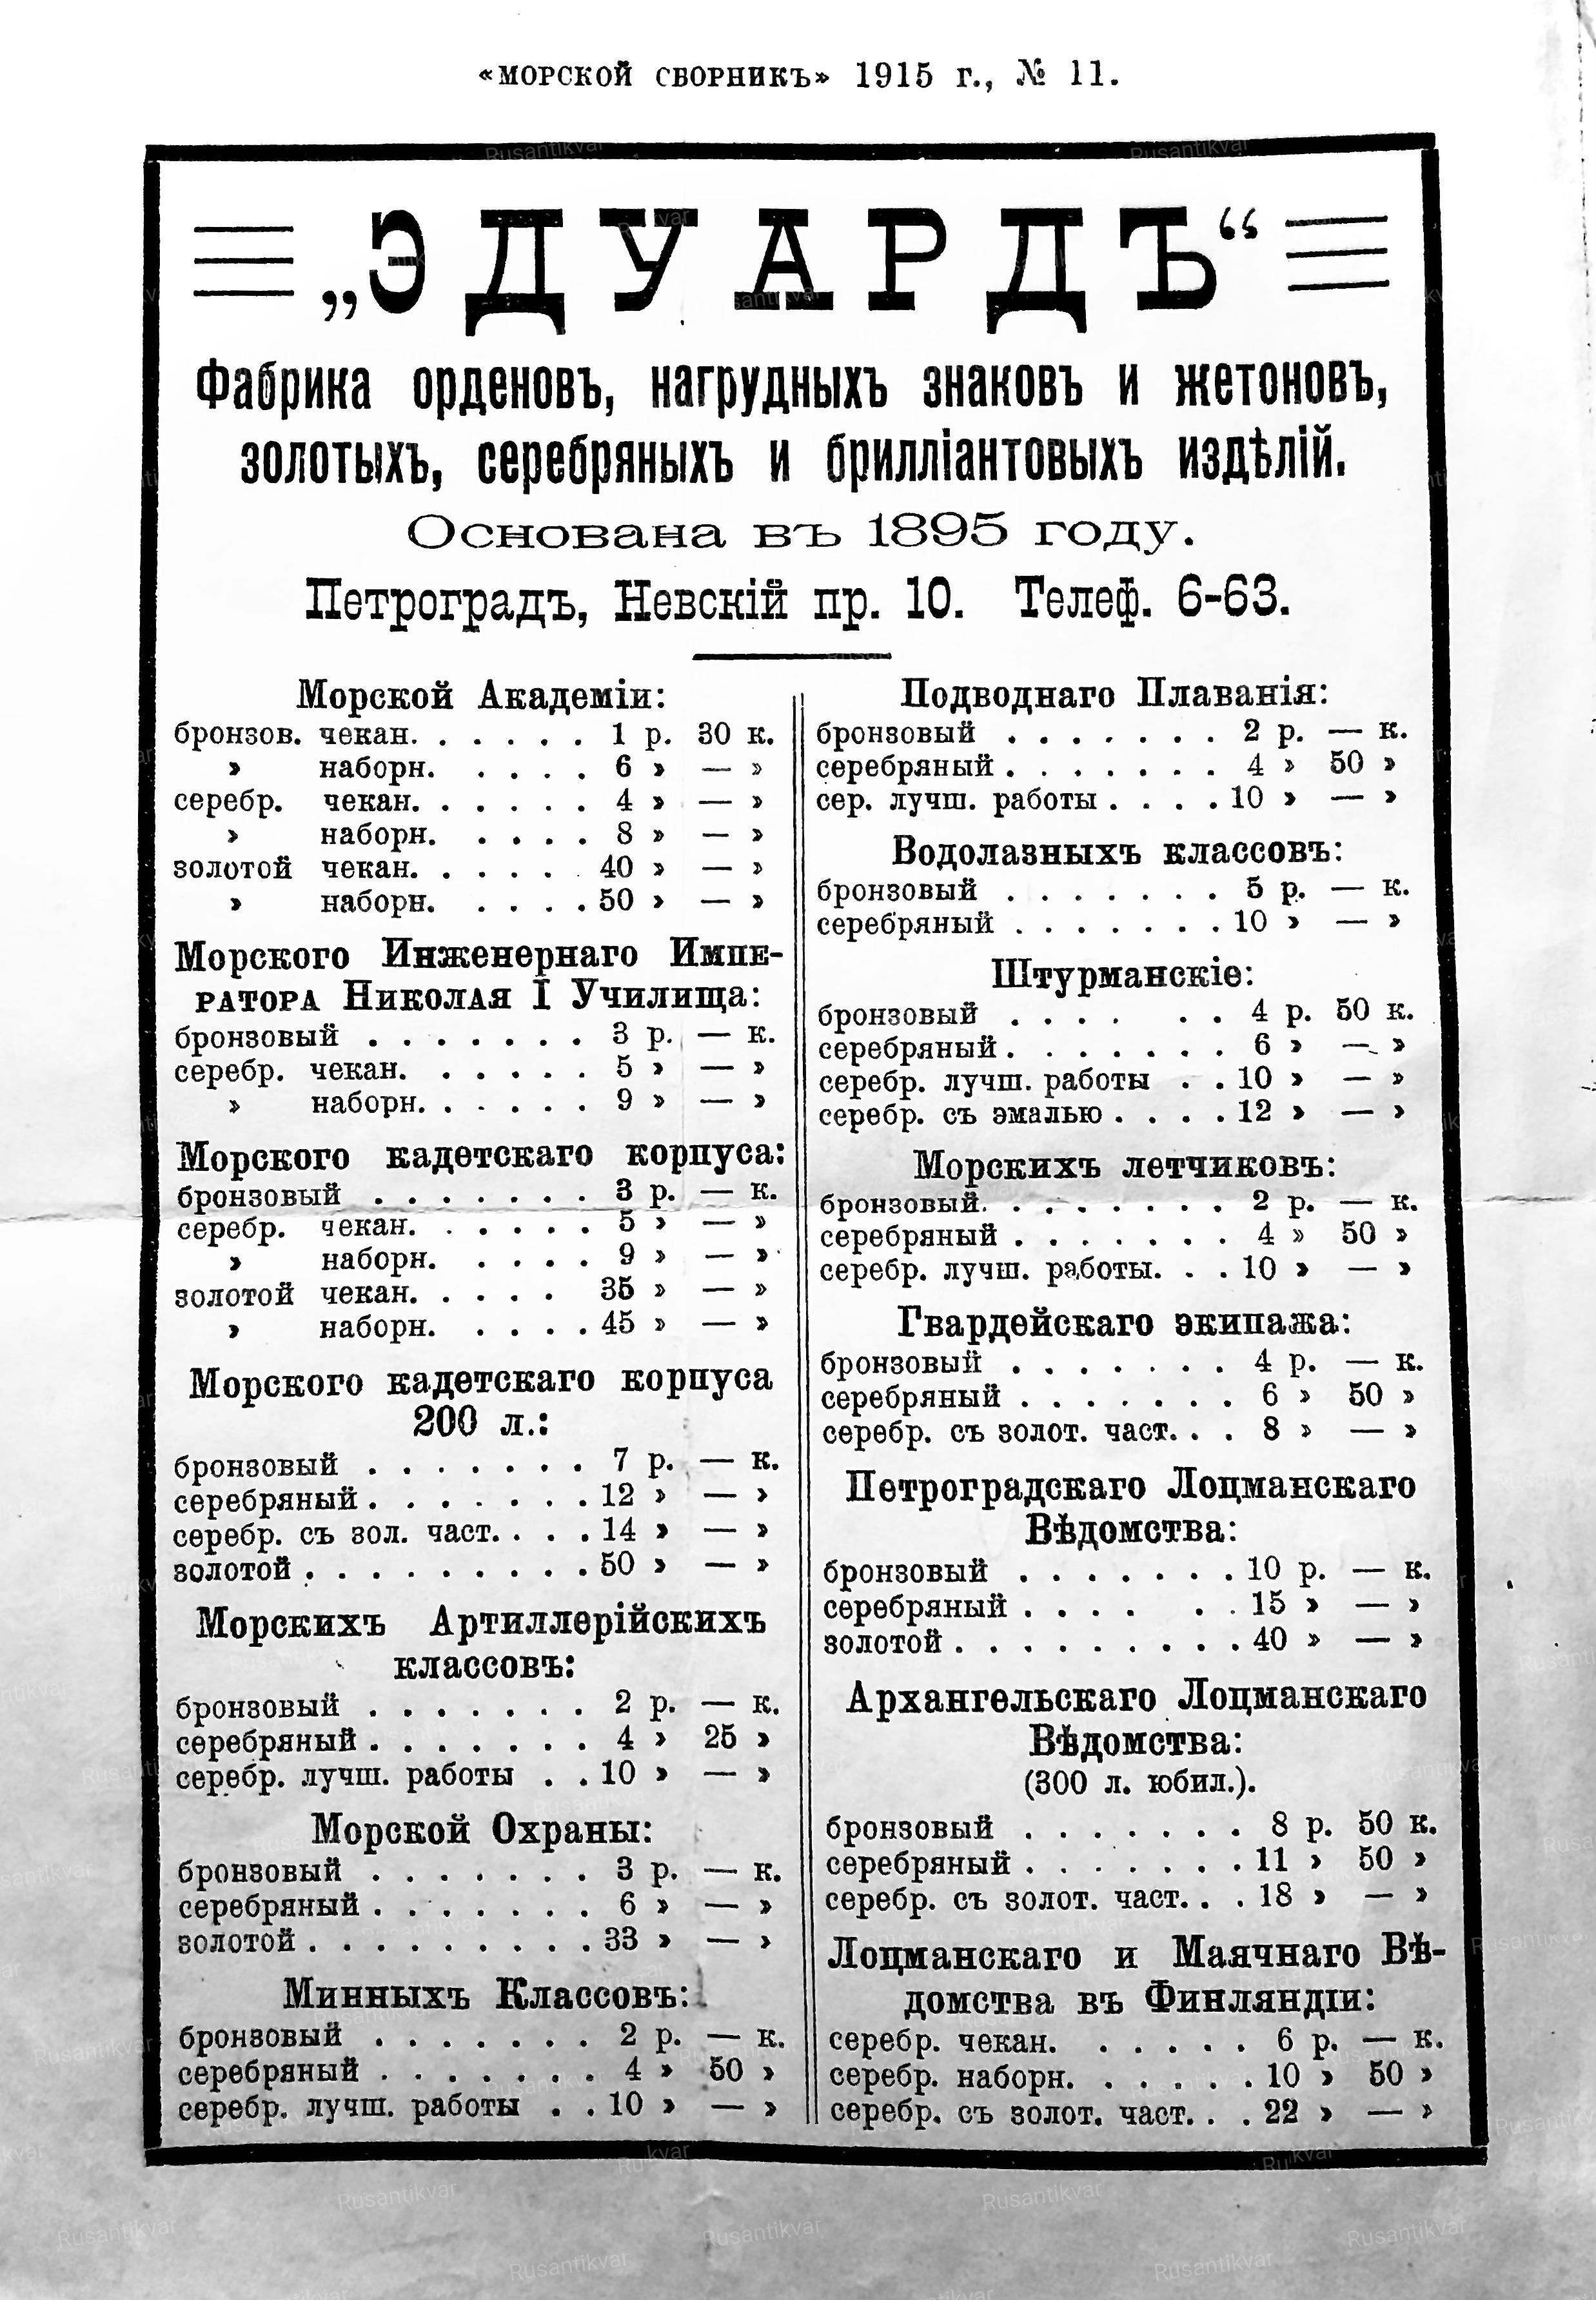 «МОРСКОЙ СБОРНИКЪ» 1915 г., № 11.
„ЭДУАРДЪ“
Фабрика орденовъ, нагрудныхъ знаковъ и жетоновъ,
золотыхъ, серебряныхъ и брилліантовыхъ издѣлій.
Основана въ 1895 году.
Петроградъ, Невскій пр. 10. Телеф. 6-63.
Морской Академіи:
бронзов. чекан. . . . . . 1 р. 30 к.
» наборн. . . . . 6 » — »
серебр. чекан. . . . . . 4 » — »
» наборн. . . . . 8 » — »
золотой чекан. . . . . . 40 » — »
» наборн. . . . . 50 » — »
Морского Инженернаго Импе-
ратора Николая I Училища:
бронзовый . . . . . . . 3 р. — к.
серебр. чекан. . . . . . 5 » — »
» наборн. . . . . . 9 » — »
Морского кадетскаго корпуса:
бронзовый . . . . . . . 3 р. — к.
серебр. чекан. . . . . . 5 » — »
» наборн. . . . . 9 » — »
золотой чекан. . . . . 35 » — »
» наборн. . . . . 45 » — »
Морского кадетскаго корпуса
200 л.:
бронзовый . . . . . . . 7 р. — к.
серебряный . . . . . . . 12 » — »
серебр. съ зол. част. . . . 14 » — »
золотой . . . . . . . . . 50 » — »
Морскихъ Артиллерійскихъ
классовъ:
бронзовый . . . . . . . 2 р. — к.
серебряный . . . . . . . 4 » 25 »
серебр. лучш. работы . . 10 » — »
Морской Охраны:
бронзовый . . . . . . . 3 р. — к.
серебряный . . . . . . . 6 » — »
золотой . . . . . . . . . 33 » — »
Минныхъ Классовъ:
бронзовый . . . . . . . 2 р. — к.
серебряный . . . . . . . 4 » 50 »
серебр. лучш. работы . . 10 » — »
Подводнаго Плаванія:
бронзовый . . . . . . . 2 р. — к.
серебряный . . . . . . . 4 » 50 »
сер. лучш. работы . . . . 10 » — »
Водолазныхъ классовъ:
бронзовый . . . . . . . 5 р. — к.
серебряный . . . . . . . 10 » — »
Штурманскіе:
бронзовый . . . . . . 4 р. 50 к.
серебряный . . . . . . . 6 » — »
серебр. лучш. работы . . 10 » — »
серебр. съ эмалью . . . . 12 » — »
Морскихъ летчиковъ:
бронзовый. . . . . . . . 2 р. — к.
серебряный . . . . . . . 4 » 50 »
серебр. лучш. работы. . . 10 » — »
Гвардейскаго экипажа:
бронзовый . . . . . . . 4 р. — к.
серебряный . . . . . . . 6 » 50 »
серебр. съ золот. част. . . 8 » — »
Петроградскаго Лоцманскаго
Вѣдомства:
бронзовый . . . . . . . 10 р. — к.
серебряный . . . . . . 15 » — »
золотой . . . . . . . . . 40 » — »
Архангельскаго Лоцманскаго
Вѣдомства:
(300 л. юбил.).
бронзовый . . . . . . . 8 р. 50 к.
серебряный . . . . . . . 11 » 50 »
серебр. съ золот. част. . . 18 » — »
Лоцманскаго и Маячнаго Вѣ-
домства въ Финляндіи:
серебр. чекан. . . . . . 6 р. — к.
серебр. наборн. . . . . . 10 » 50 »
серебр. съ золот. част. . . 22 » — »
Rusantikvar